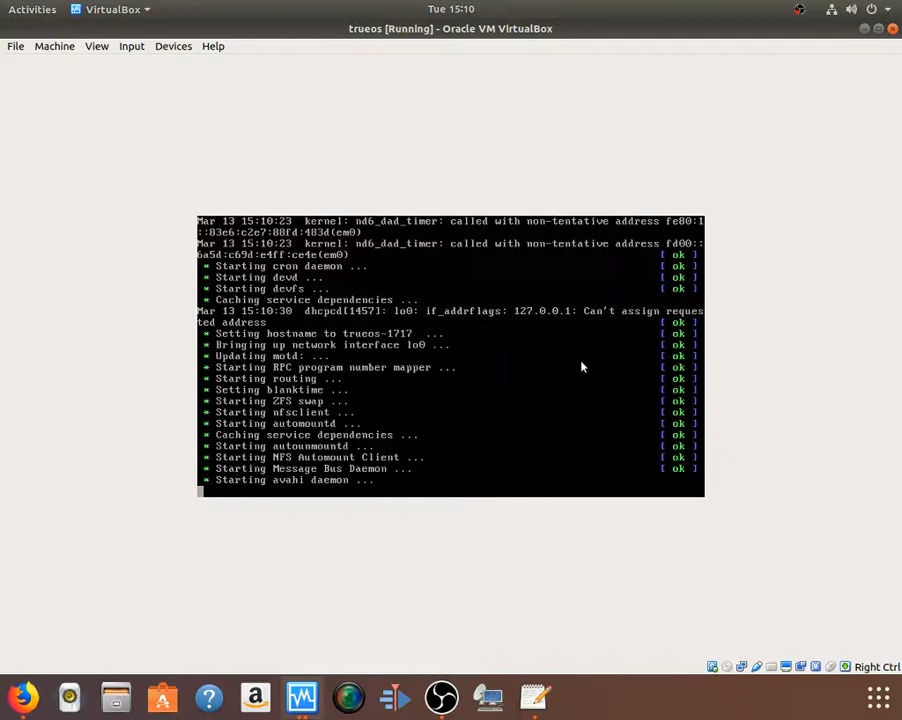 Activities VirtualBox Tue 15:10
trueos [Running] - Oracle VM VirtualBox
File Machine View Input Devices Help
Mar 13 15:10:23 kernel: nd6_dad_timer: called with non-tentative address fe80:1
::83e6:c2e7:88fd:483d(em0)
Mar 13 15:10:23 kernel: nd6_dad_timer: called with non-tentative address fd00::
6a5d:c69d:e4ff:ce4e(em0) [ ok ]
* Starting cron daemon ... [ ok ]
* Starting devd ... [ ok ]
* Starting devfs ... [ ok ]
* Caching service dependencies ...
Mar 13 15:10:30 dhcpcd[1457]: lo0: if_addrflags: 127.0.0.1: Can't assign reques
ted address [ ok ]
* Setting hostname to trueos-1717 ... [ ok ]
* Bringing up network interface lo0 ... [ ok ]
* Updating motd: ... [ ok ]
* Starting RPC program number mapper ... [ ok ]
* Starting routing ... [ ok ]
* Setting blanktime ... [ ok ]
* Starting ZFS swap ... [ ok ]
* Starting nfsclient ... [ ok ]
* Starting automountd ... [ ok ]
* Caching service dependencies ... [ ok ]
* Starting autounmountd ... [ ok ]
* Starting NFS Automount Client ... [ ok ]
* Starting Message Bus Daemon ... [ ok ]
* Starting avahi daemon ...
Right Ctrl